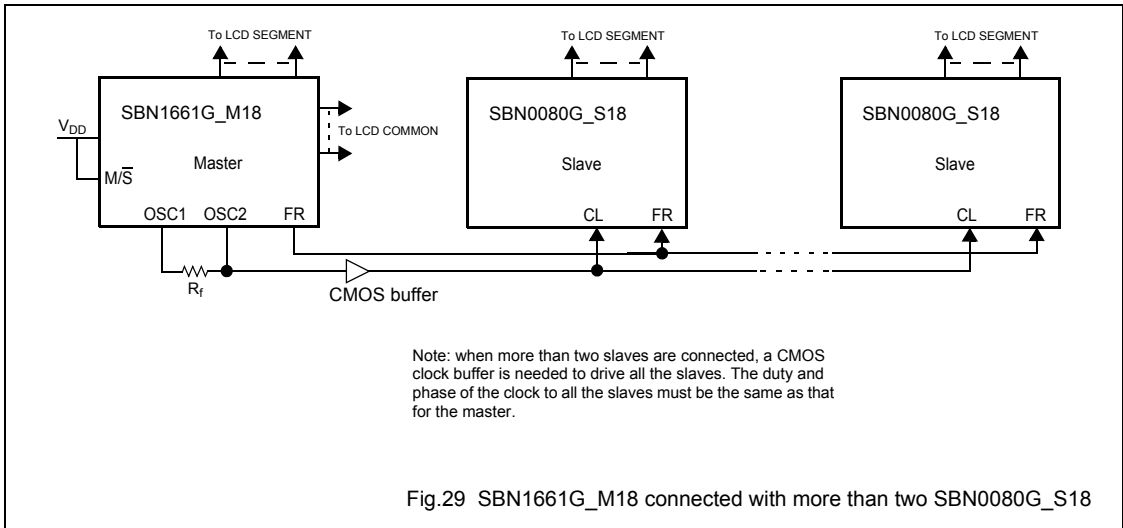 To LCD SEGMENT
To LCD SEGMENT
To LCD SEGMENT
SBN1661G_M18
SBN0080G_S18
SBN0080G_S18
VDD
To LCD COMMON
Master
Slave
Slave
M/S̅
OSC1 OSC2 FR
CL FR
CL FR
Rf
CMOS buffer
Note: when more than two slaves are connected, a CMOS
clock buffer is needed to drive all the slaves. The duty and
phase of the clock to all the slaves must be the same as that
for the master.
Fig.29 SBN1661G_M18 connected with more than two SBN0080G_S18